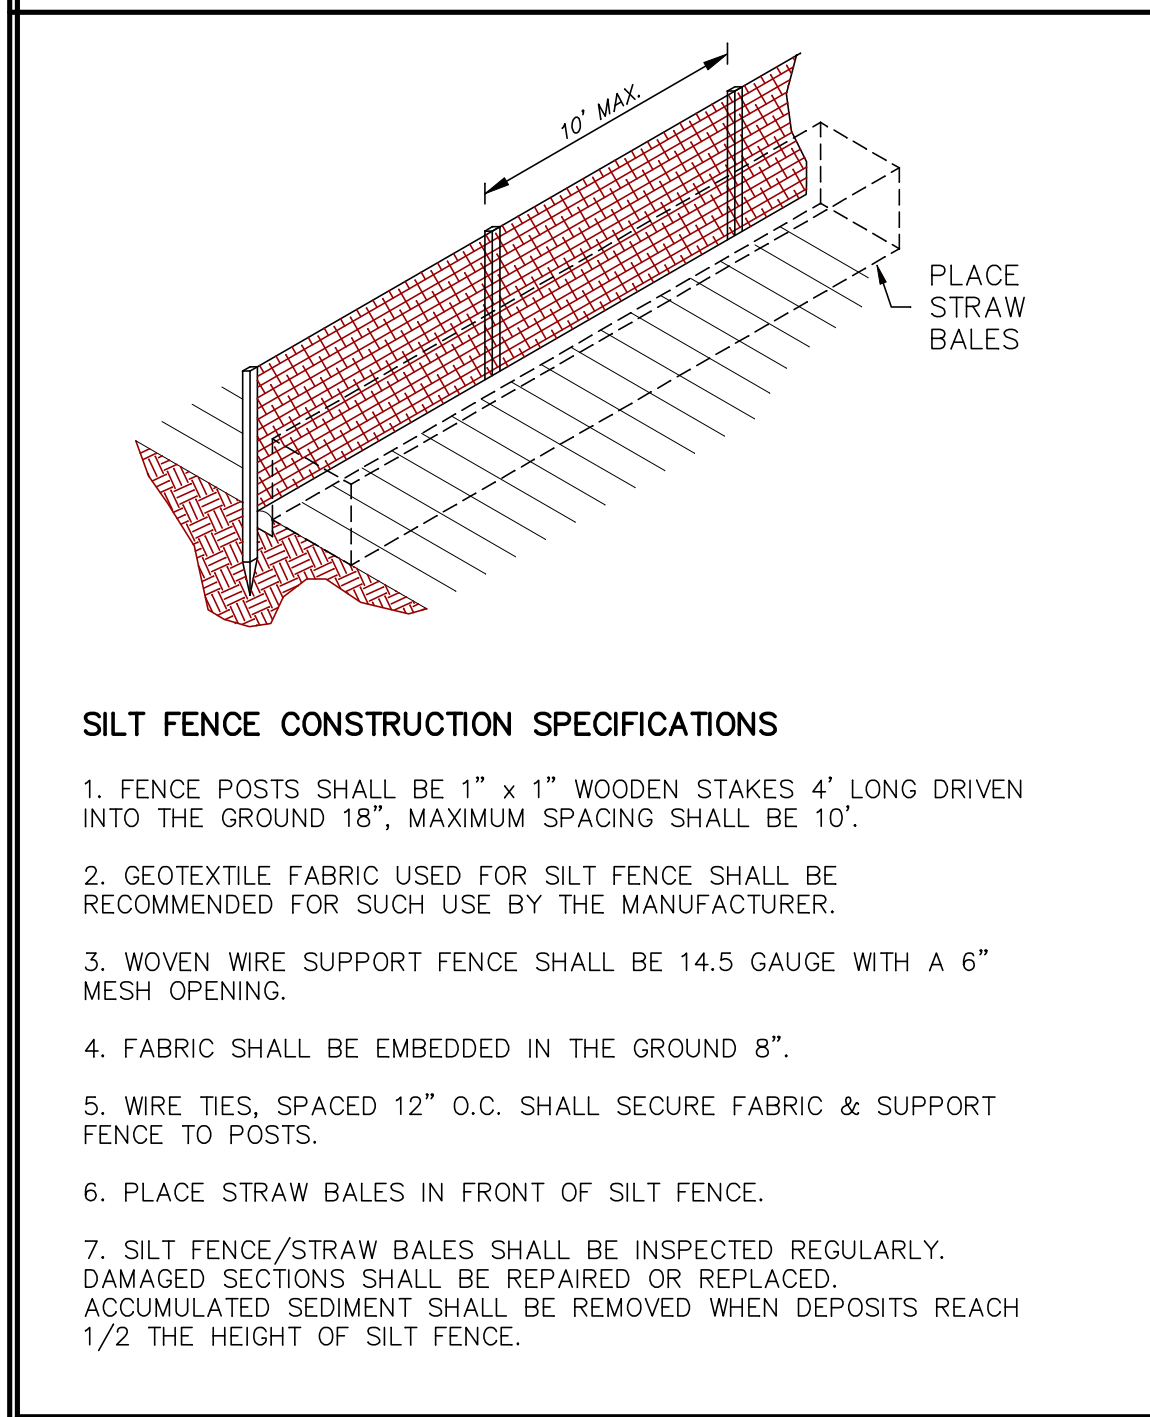 10' MAX.
PLACE
STRAW
BALES
SILT FENCE CONSTRUCTION SPECIFICATIONS
1. FENCE POSTS SHALL BE 1" x 1" WOODEN STAKES 4' LONG DRIVEN
INTO THE GROUND 18", MAXIMUM SPACING SHALL BE 10'.
2. GEOTEXTILE FABRIC USED FOR SILT FENCE SHALL BE
RECOMMENDED FOR SUCH USE BY THE MANUFACTURER.
3. WOVEN WIRE SUPPORT FENCE SHALL BE 14.5 GAUGE WITH A 6"
MESH OPENING.
4. FABRIC SHALL BE EMBEDDED IN THE GROUND 8".
5. WIRE TIES, SPACED 12" O.C. SHALL SECURE FABRIC & SUPPORT
FENCE TO POSTS.
6. PLACE STRAW BALES IN FRONT OF SILT FENCE.
7. SILT FENCE/STRAW BALES SHALL BE INSPECTED REGULARLY.
DAMAGED SECTIONS SHALL BE REPAIRED OR REPLACED.
ACCUMULATED SEDIMENT SHALL BE REMOVED WHEN DEPOSITS REACH
1/2 THE HEIGHT OF SILT FENCE.